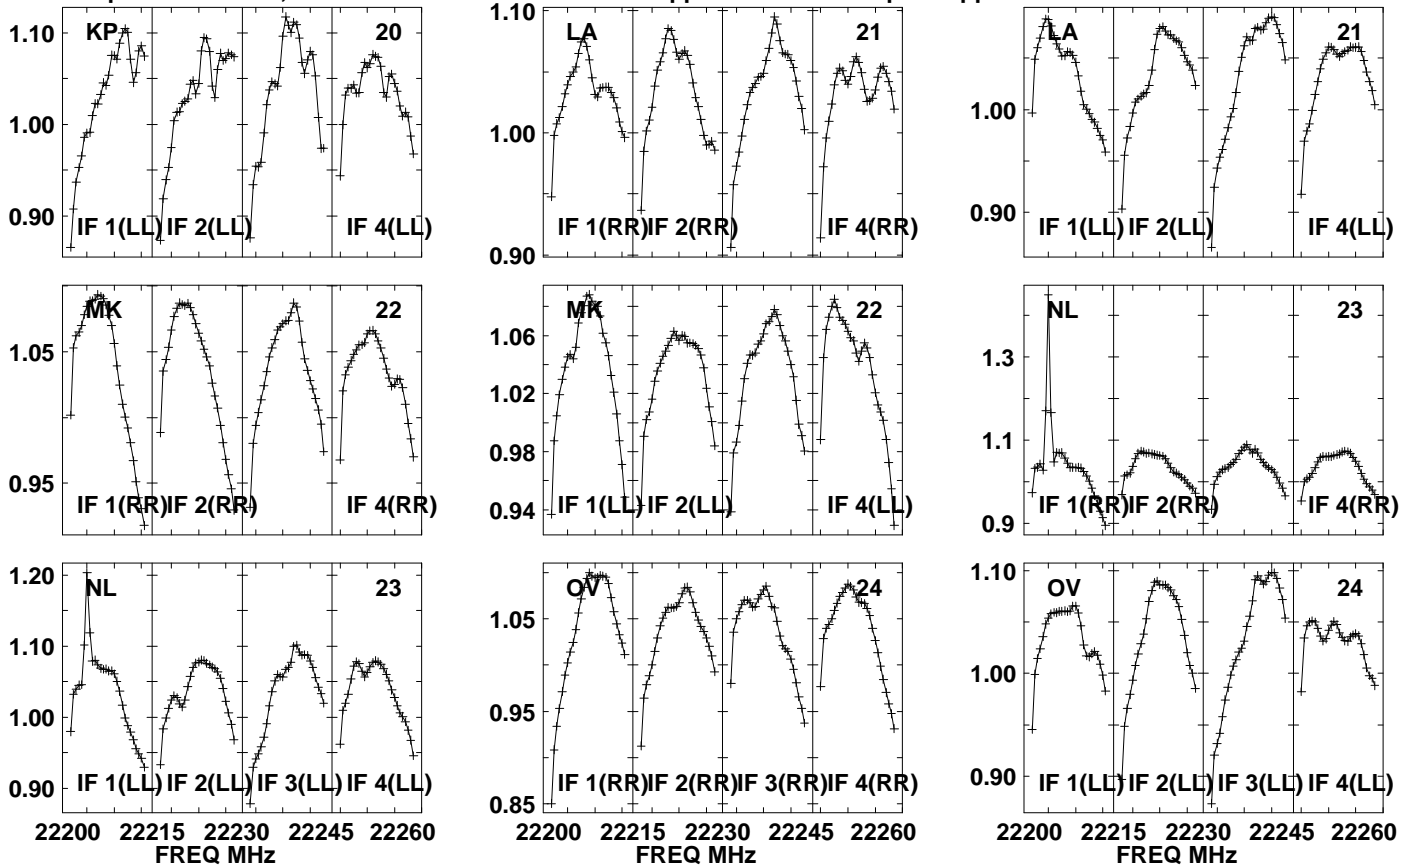 KP 20
1.10
1.00
0.90
IF 1(LL) IF 2(LL) IF 4(LL)
LA 21
1.10
1.00
0.90
IF 1(RR) IF 2(RR) IF 4(RR)
LA 21
1.00
0.90
IF 1(LL) IF 2(LL) IF 4(LL)
MK 22
1.05
0.95
IF 1(RR) IF 2(RR) IF 4(RR)
MK 22
1.06
1.02
0.98
0.94
IF 1(LL) IF 2(LL) IF 4(LL)
NL 23
1.3
1.1
0.9
IF 1(RR) IF 2(RR) IF 4(RR)
NL 23
1.20
1.10
1.00
0.90
IF 1(LL) IF 2(LL) IF 3(LL) IF 4(LL)
22200 22215 22230 22245 22260
FREQ MHz
OV 24
1.05
0.95
0.85
IF 1(RR) IF 2(RR) IF 3(RR) IF 4(RR)
22200 22215 22230 22245 22260
FREQ MHz
OV 24
1.10
1.00
0.90
IF 1(LL) IF 2(LL) IF 3(LL) IF 4(LL)
22200 22215 22230 22245 22260
FREQ MHz